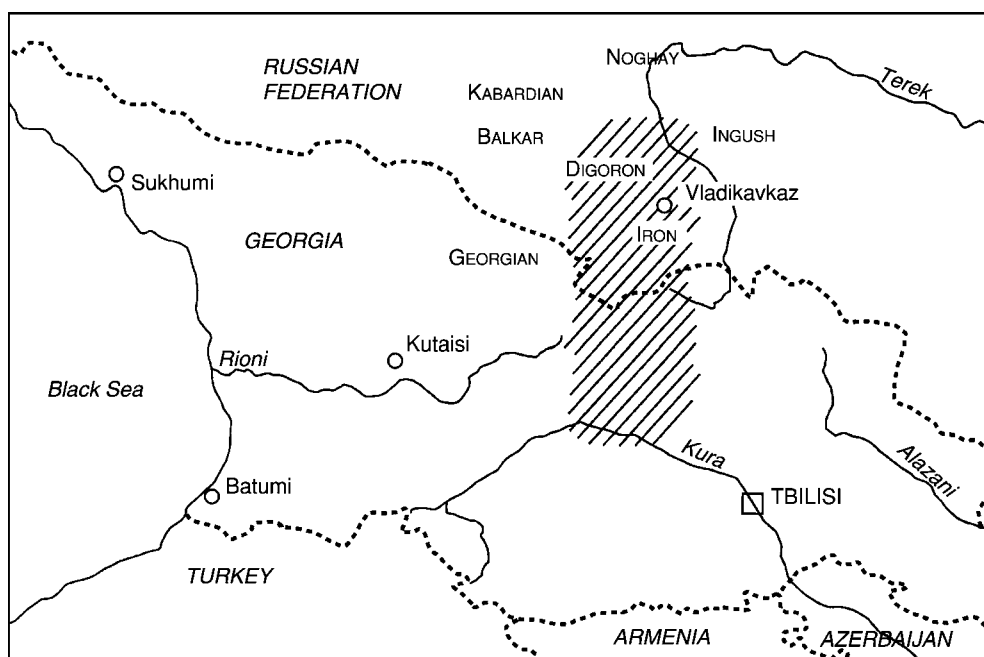 NOGHAY
RUSSIAN
FEDERATION
KABARDIAN
Terek
BALKAR
INGUSH
DIGORON
Sukhumi
Vladikavkaz
IRON
GEORGIA
GEORGIAN
Kutaisi
Rioni
Black Sea
Kura
Alazani
Batumi
TBILISI
TURKEY
ARMENIA
AZERBAIJAN